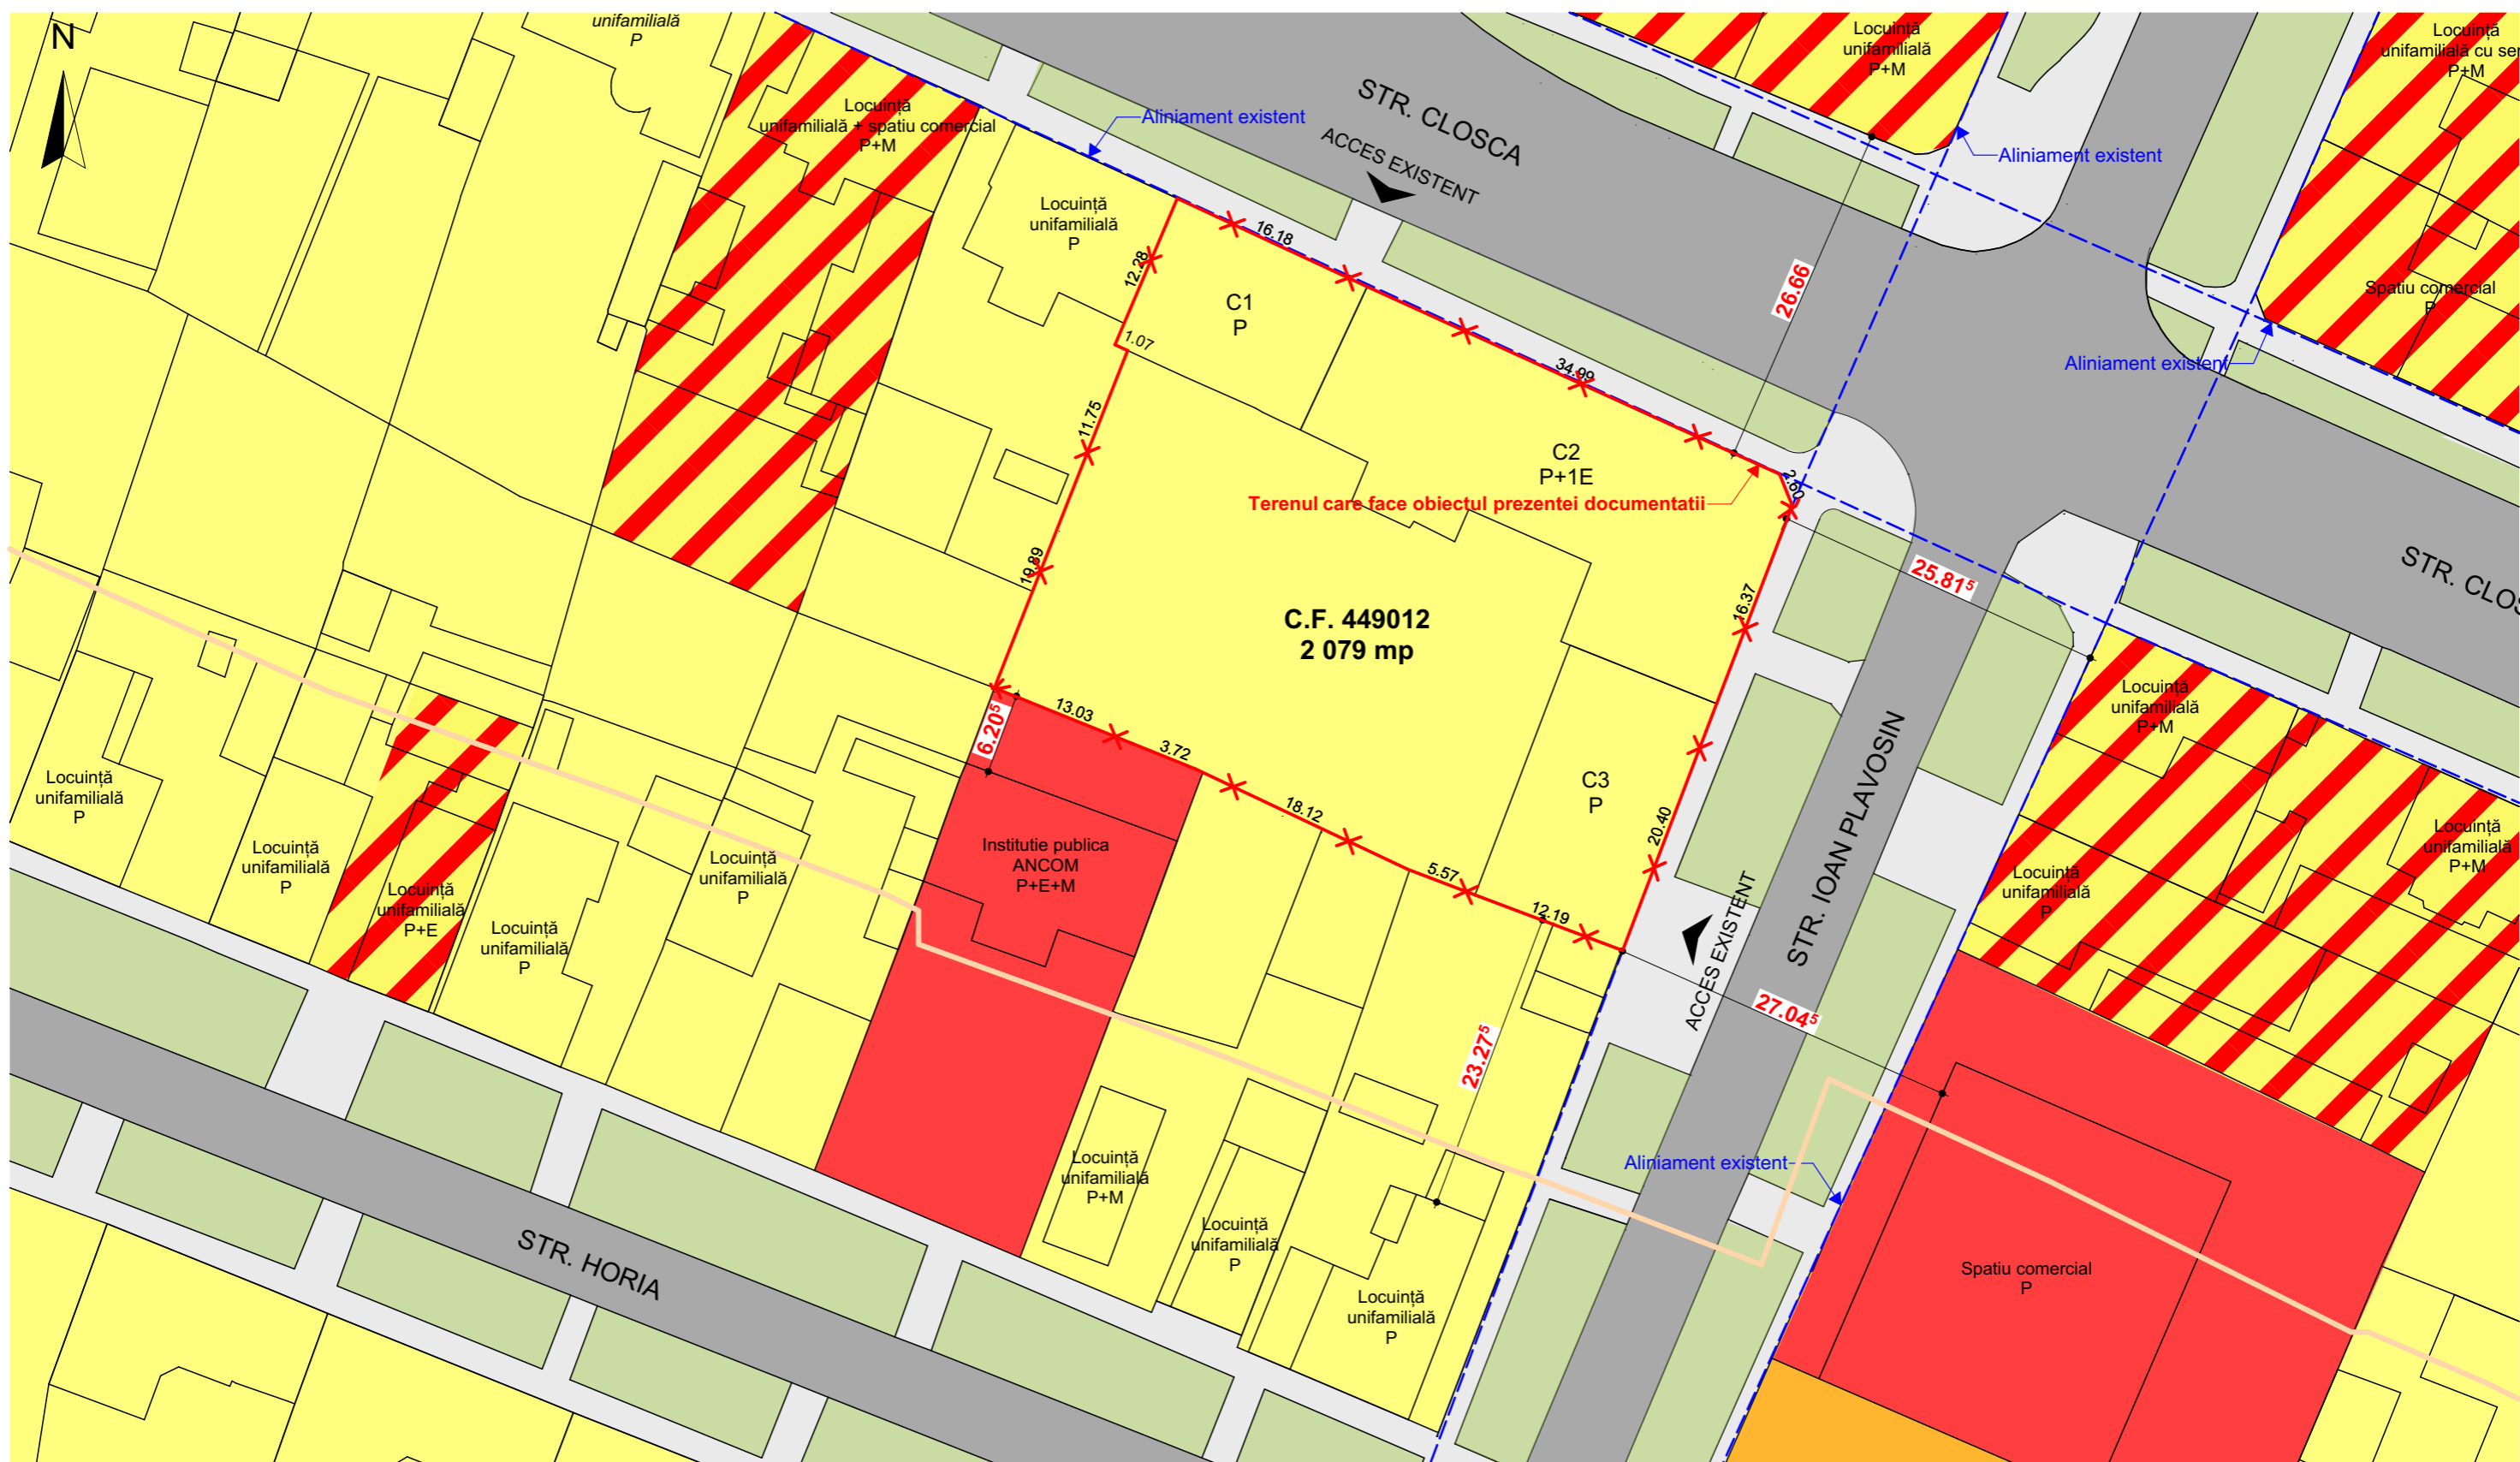 N
unifamilială
P
Locuință
unifamilială + spatiu comercial
P+M
Aliniament existent
STR. CLOSCA
ACCES EXISTENT
Locuință
unifamilială
P+M
Aliniament existent
Locuință
P+M
Spatiu comercial
P
Aliniament existent
Locuință
unifamilială
P
16.18
12.28
1.07
C1
P
26.66
34.99
11.75
C2
P+1E
2.60
Terenul care face obiectul prezentei documentatii
19.89
25.81⁵
16.37
C.F. 449012
2 079 mp
6.20⁵
13.03
3.72
18.12
5.57
12.19
20.40
C3
P
STR. IOAN PLAVOSIN
ACCES EXISTENT
Locuință
unifamilială
P+M
Locuință
unifamilială
P+M
Locuință
unifamilială
P
Locuință
unifamilială
P
Locuință
unifamilială
P
Locuință
unifamilială
P+E
Locuință
unifamilială
P
Locuință
unifamilială
P
Institutie publica
ANCOM
P+E+M
27.04⁵
23.27⁵
Aliniament existent
Locuință
unifamilială
P+M
Locuință
unifamilială
P
Locuință
unifamilială
P
Spatiu comercial
P
STR. HORIA